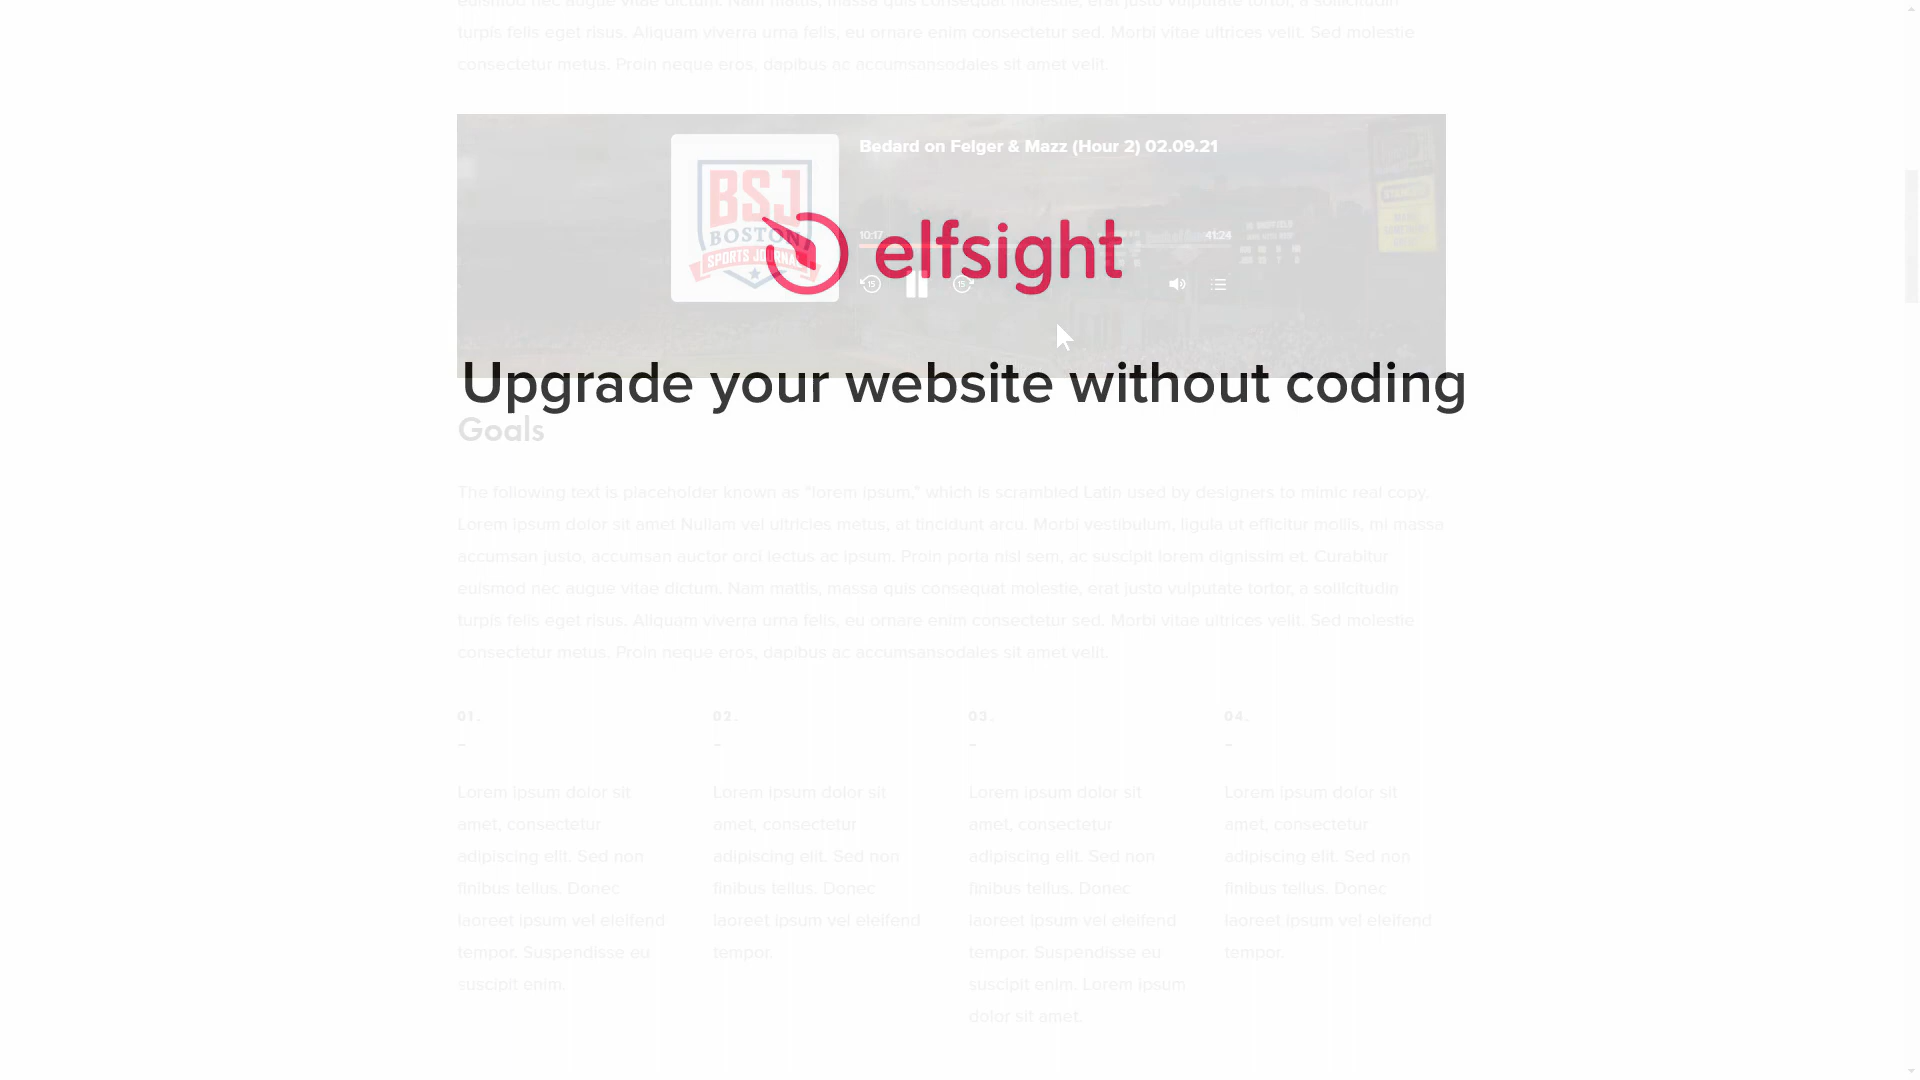 euismod nec augue vitae dictum. Nam mattis, massa quis consequat molestie, erat justo vulputate tortor, a sollicitudin
turpis felis eget risus. Aliquam viverra urna felis, eu ornare enim consectetur sed. Morbi vitae ultrices velit. Sed molestie
consectetur metus. Proin neque eros, dapibus ac accumsansodales sit amet velit.
Bedard on Felger & Mazz (Hour 2) 02.09.21
BSJ
BOSTON
SPORTS JOURNAL
10:17
41:24
elfsight
15
15
Upgrade your website without coding
Goals
The following text is placeholder known as “lorem ipsum,” which is scrambled Latin used by designers to mimic real copy.
Lorem ipsum dolor sit amet Nullam vel ultricies metus, at tincidunt arcu. Morbi vestibulum, ligula ut efficitur mollis, mi massa
accumsan justo, accumsan auctor orci lectus ac ipsum. Proin porta nisl sem, ac suscipit lorem dignissim et. Curabitur
euismod nec augue vitae dictum. Nam mattis, massa quis consequat molestie, erat justo vulputate tortor, a sollicitudin
turpis felis eget risus. Aliquam viverra urna felis, eu ornare enim consectetur sed. Morbi vitae ultrices velit. Sed molestie
consectetur metus. Proin neque eros, dapibus ac accumsansodales sit amet velit.
01.
–
Lorem ipsum dolor sit
amet, consectetur
adipiscing elit. Sed non
finibus tellus. Donec
laoreet ipsum vel eleifend
tempor. Suspendisse eu
suscipit enim.
02.
–
Lorem ipsum dolor sit
amet, consectetur
adipiscing elit. Sed non
finibus tellus. Donec
laoreet ipsum vel eleifend
tempor.
03.
–
Lorem ipsum dolor sit
amet, consectetur
adipiscing elit. Sed non
finibus tellus. Donec
laoreet ipsum vel eleifend
tempor. Suspendisse eu
suscipit enim. Lorem ipsum
dolor sit amet.
04.
–
Lorem ipsum dolor sit
amet, consectetur
adipiscing elit. Sed non
finibus tellus. Donec
laoreet ipsum vel eleifend
tempor.